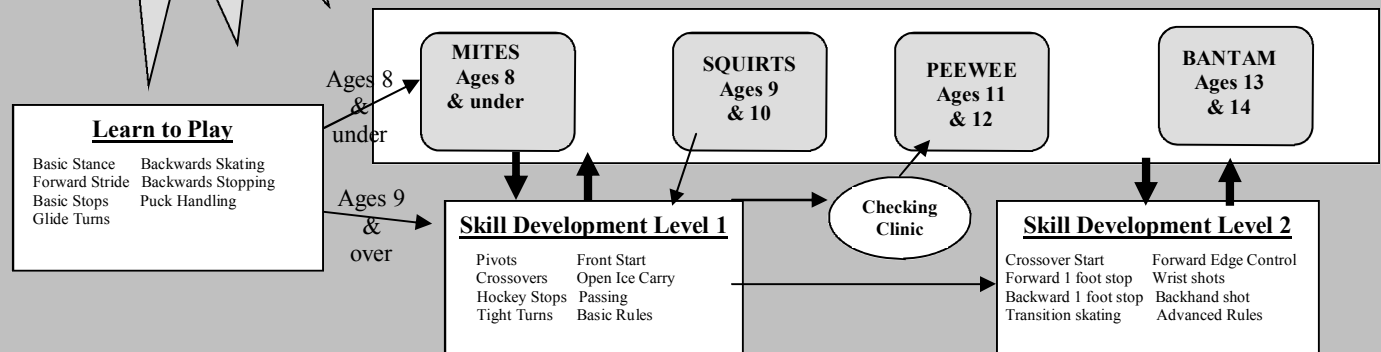 MITES
Ages 8
& under
SQUIRTS
Ages 9
& 10
PEEWEE
Ages 11
& 12
BANTAM
Ages 13
& 14
Ages 8
&
under
Learn to Play
Basic Stance Backwards Skating
Forward Stride Backwards Stopping
Basic Stops Puck Handling
Glide Turns
Ages 9
&
over
Checking
Clinic
Skill Development Level 1
Pivots Front Start
Crossovers Open Ice Carry
Hockey Stops Passing
Tight Turns Basic Rules
Skill Development Level 2
Crossover Start Forward Edge Control
Forward 1 foot stop Wrist shots
Backward 1 foot stop Backhand shot
Transition skating Advanced Rules